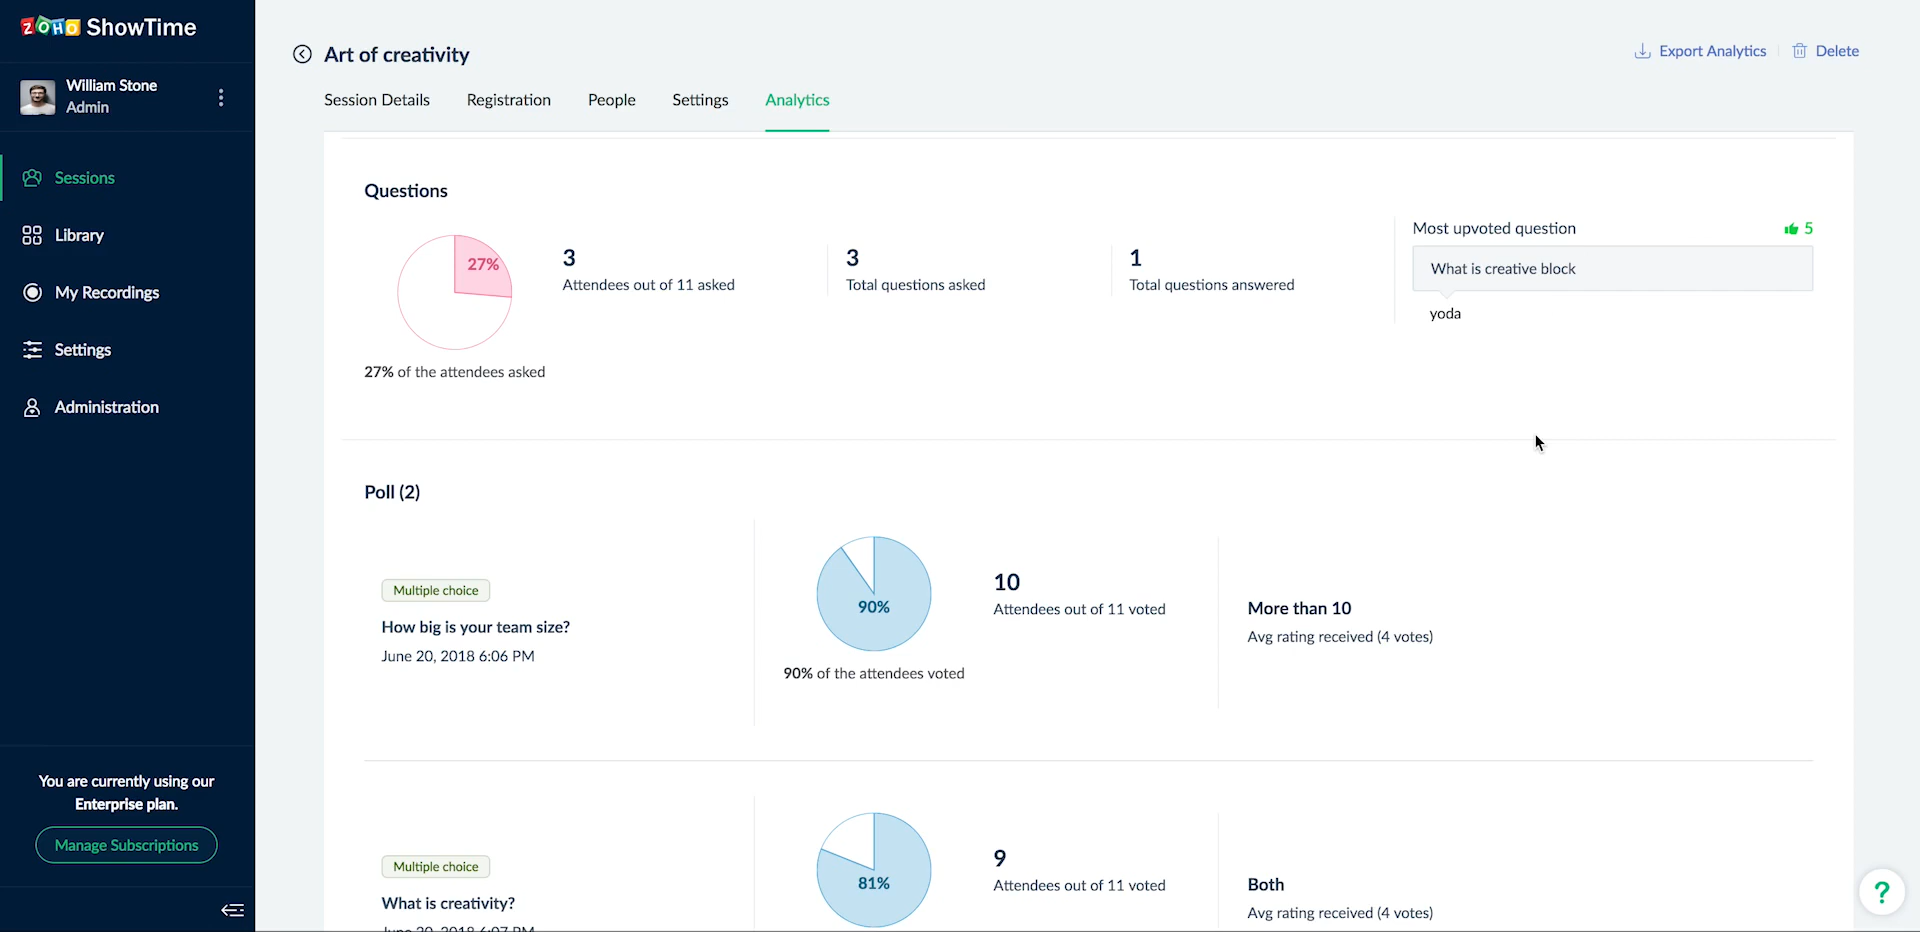 ZOHO ShowTime
William Stone
Admin
Sessions
Library
My Recordings
Settings
Administration
You are currently using our
Enterprise plan.
Manage Subscriptions
Art of creativity
Export Analytics
Delete
Session Details
Registration
People
Settings
Analytics
Questions
27%
27% of the attendees asked
3
Attendees out of 11 asked
3
Total questions asked
1
Total questions answered
Most upvoted question
5
What is creative block
yoda
Poll (2)
Multiple choice
How big is your team size?
June 20, 2018 6:06 PM
90%
90% of the attendees voted
10
Attendees out of 11 voted
More than 10
Avg rating received (4 votes)
Multiple choice
What is creativity?
June 20, 2018 6:07 PM
81%
9
Attendees out of 11 voted
Both
Avg rating received (4 votes)
?